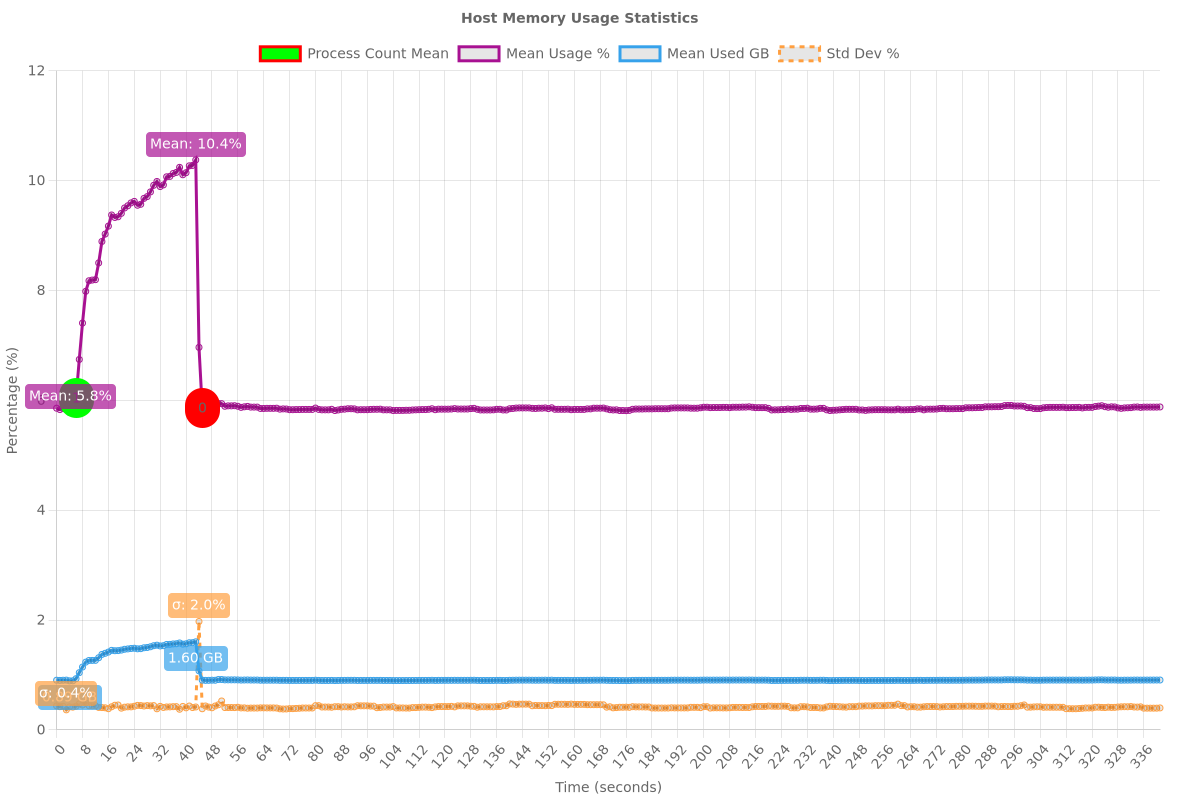 Host Memory Usage Statistics
Process Count Mean Mean Usage % Mean Used GB Std Dev %
12
Mean: 10.4%
10
8
Percentage (%)
Mean: 5.8%
0
4
σ: 2.0%
2
1.60 GB
σ: 0.4%
0
0 8 16 24 32 40 48 56 64 72 80 88 96 104 112 120 128 136 144 152 160 168 176 184 192 200 208 216 224 232 240 248 256 264 272 280 288 296 304 312 320 328 336
Time (seconds)